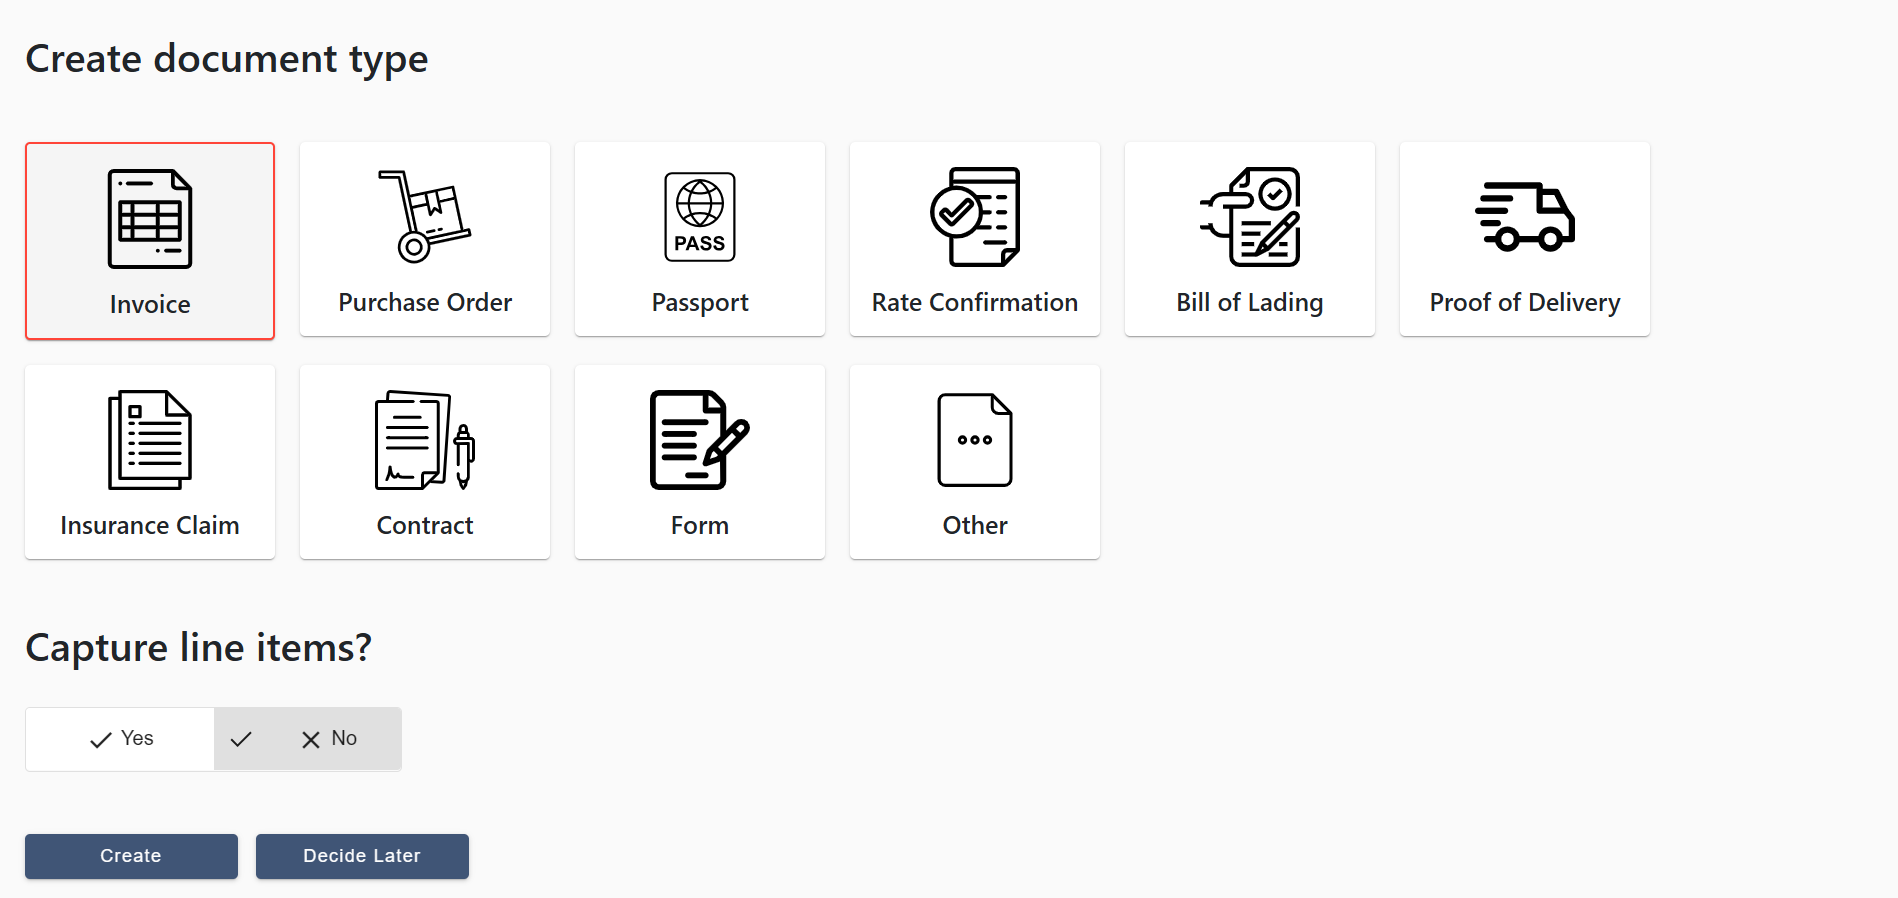 Create document type
PASS
Invoice
Purchase Order
Passport
Rate Confirmation
Bill of Lading
Proof of Delivery
Insurance Claim
Contract
Form
Other
Capture line items?
Yes
No
Create
Decide Later